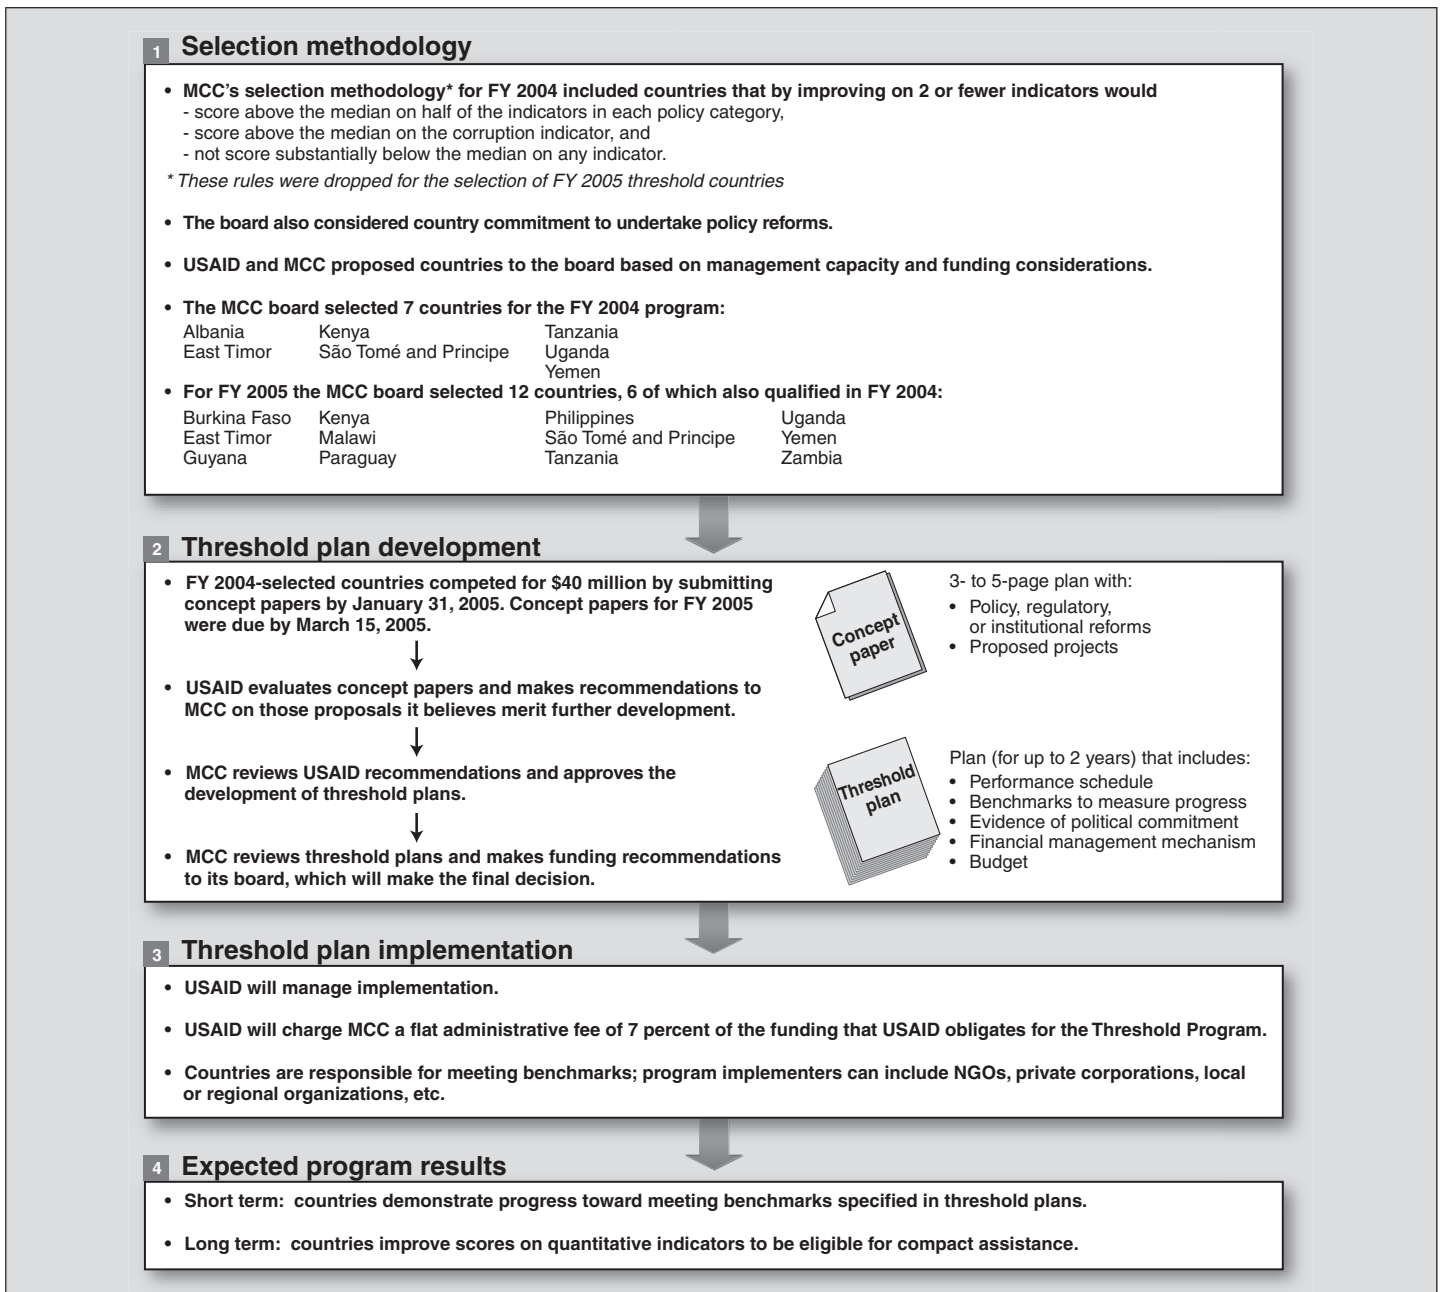 1 Selection methodology
• MCC's selection methodology* for FY 2004 included countries that by improving on 2 or fewer indicators would
- score above the median on half of the indicators in each policy category,
- score above the median on the corruption indicator, and
- not score substantially below the median on any indicator.
* These rules were dropped for the selection of FY 2005 threshold countries
• The board also considered country commitment to undertake policy reforms.
• USAID and MCC proposed countries to the board based on management capacity and funding considerations.
• The MCC board selected 7 countries for the FY 2004 program:
Albania Kenya Tanzania
East Timor São Tomé and Principe Uganda
Yemen
• For FY 2005 the MCC board selected 12 countries, 6 of which also qualified in FY 2004:
Burkina Faso Kenya Philippines Uganda
East Timor Malawi São Tomé and Principe Yemen
Guyana Paraguay Tanzania Zambia
2 Threshold plan development
• FY 2004-selected countries competed for $40 million by submitting
concept papers by January 31, 2005. Concept papers for FY 2005
were due by March 15, 2005.
• USAID evaluates concept papers and makes recommendations to
MCC on those proposals it believes merit further development.
• MCC reviews USAID recommendations and approves the
development of threshold plans.
• MCC reviews threshold plans and makes funding recommendations
to its board, which will make the final decision.
Concept
paper
3- to 5-page plan with:
• Policy, regulatory,
or institutional reforms
• Proposed projects
Threshold
plan
Plan (for up to 2 years) that includes:
• Performance schedule
• Benchmarks to measure progress
• Evidence of political commitment
• Financial management mechanism
• Budget
3 Threshold plan implementation
• USAID will manage implementation.
• USAID will charge MCC a flat administrative fee of 7 percent of the funding that USAID obligates for the Threshold Program.
• Countries are responsible for meeting benchmarks; program implementers can include NGOs, private corporations, local
or regional organizations, etc.
4 Expected program results
• Short term: countries demonstrate progress toward meeting benchmarks specified in threshold plans.
• Long term: countries improve scores on quantitative indicators to be eligible for compact assistance.